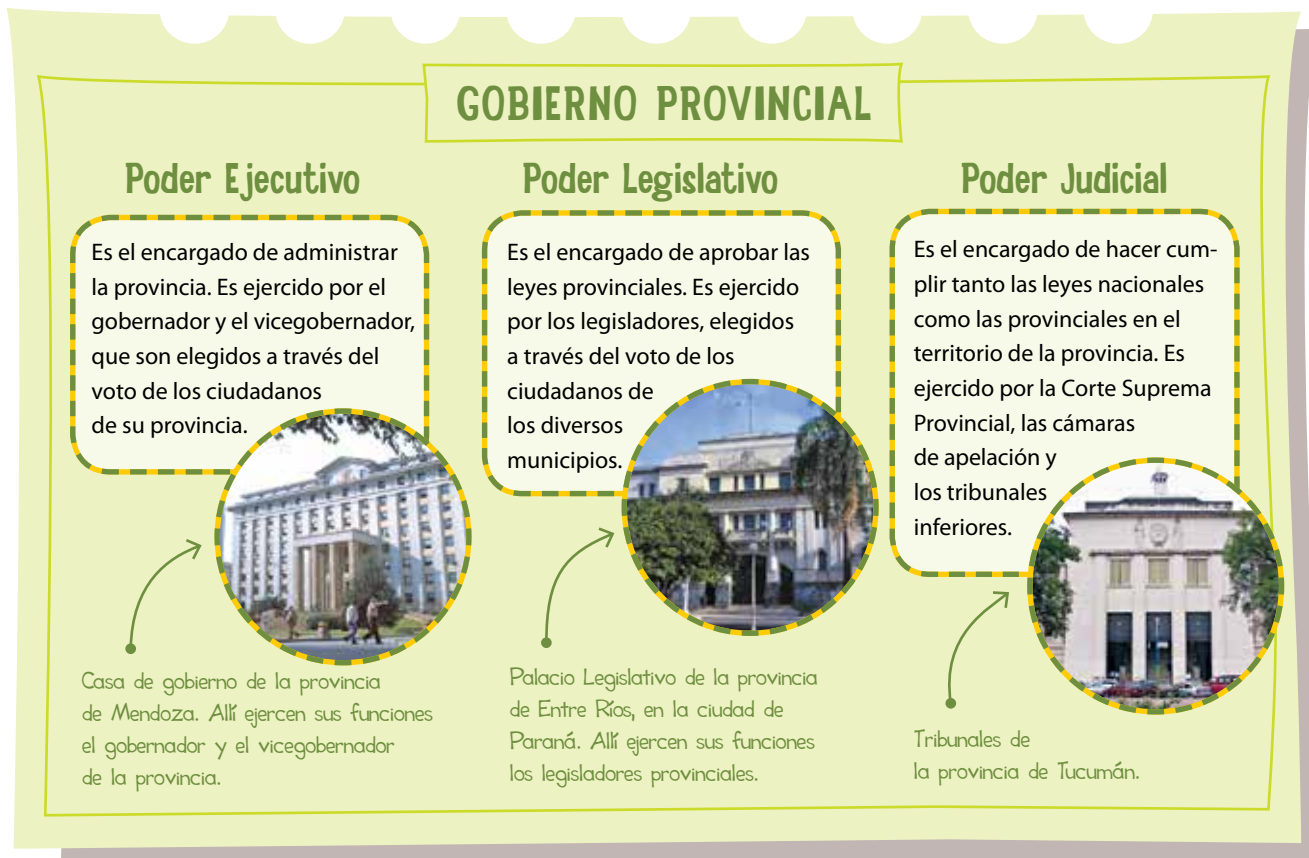 GOBIERNO PROVINCIAL
Poder Ejecutivo
Es el encargado de administrar
la provincia. Es ejercido por el
gobernador y el vicegobernador,
que son elegidos a través del
voto de los ciudadanos
de su provincia.
Casa de gobierno de la provincia
de Mendoza. Allí ejercen sus funciones
el gobernador y el vicegobernador
de la provincia.
Poder Legislativo
Es el encargado de aprobar las
leyes provinciales. Es ejercido
por los legisladores, elegidos
a través del voto de los
ciudadanos de
los diversos
municipios.
Palacio Legislativo de la provincia
de Entre Ríos, en la ciudad de
Paraná. Allí ejercen sus funciones
los legisladores provinciales.
Poder Judicial
Es el encargado de hacer cum-
plir tanto las leyes nacionales
como las provinciales en el
territorio de la provincia. Es
ejercido por la Corte Suprema
Provincial, las cámaras
de apelación y
los tribunales
inferiores.
Tribunales de
la provincia de Tucumán.